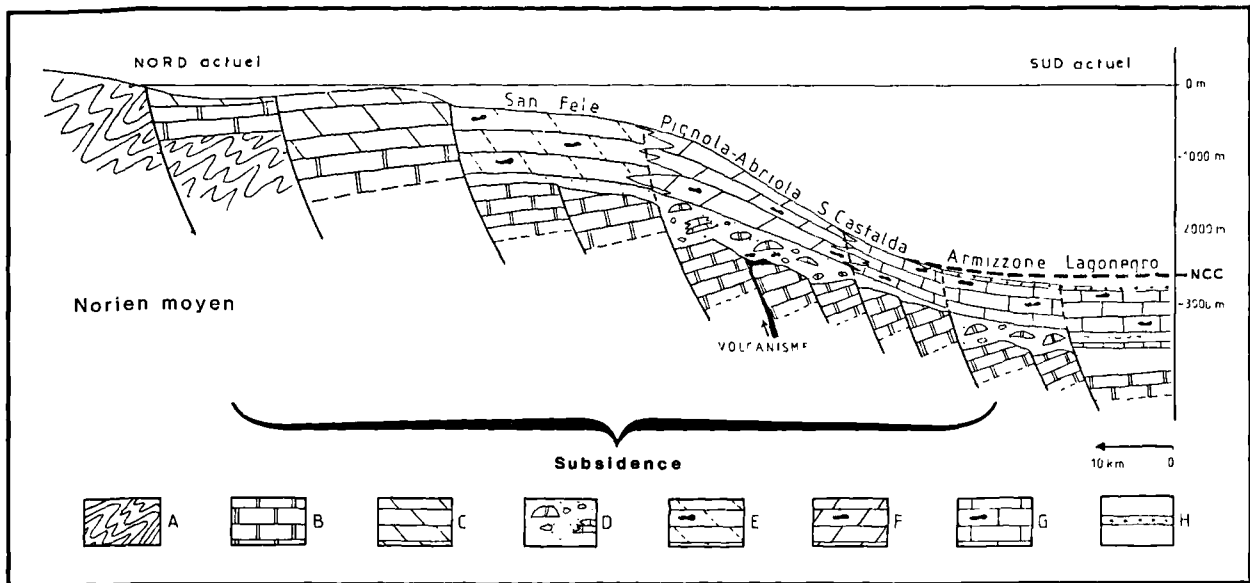 NORD actuel
SUD actuel
0 m
San Fele
Pignola-Abriola
-1000 m
S Castalda
2000 m
Armizzone Lagonegro
NCC
Norien moyen
VOLCANISME
Subsidence
10 km 0
A B C D E F G H